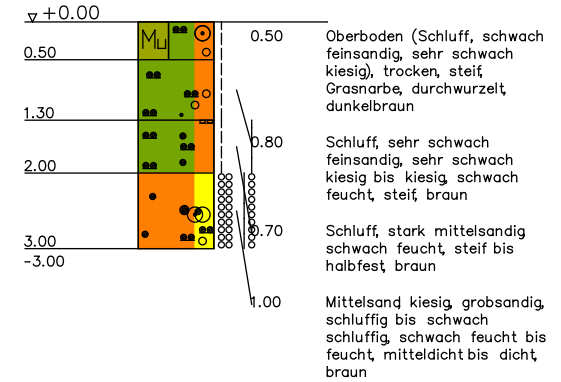 +0.00
Mu
0.50
1.30
2.00
3.00
-3.00
0.50
Oberboden (Schluff, schwach
feinsandig, sehr schwach
kiesig), trocken, steif,
Grasnarbe, durchwurzelt,
dunkelbraun
0.80
Schluff, sehr schwach
feinsandig, sehr schwach
kiesig bis kiesig, schwach
feucht, steif, braun
0.70
Schluff, stark mittelsandig,
schwach feucht, steif bis
halbfest, braun
1.00
Mittelsand, kiesig, grobsandig,
schluffig bis schwach
schluffig, schwach feucht bis
feucht, mitteldicht bis dicht,
braun